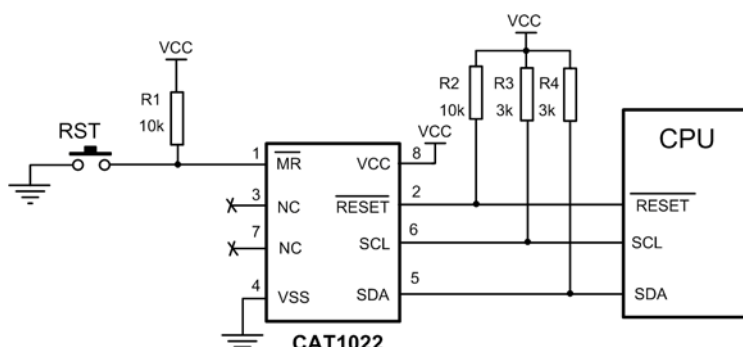 VCC
VCC
R1
10k
R2
10k
R3
3k
R4
3k
RST
VCC
CPU
1
MR
VCC
8
3
NC
RESET
2
RESET
7
NC
SCL
6
SCL
4
VSS
SDA
5
SDA
CAT1022